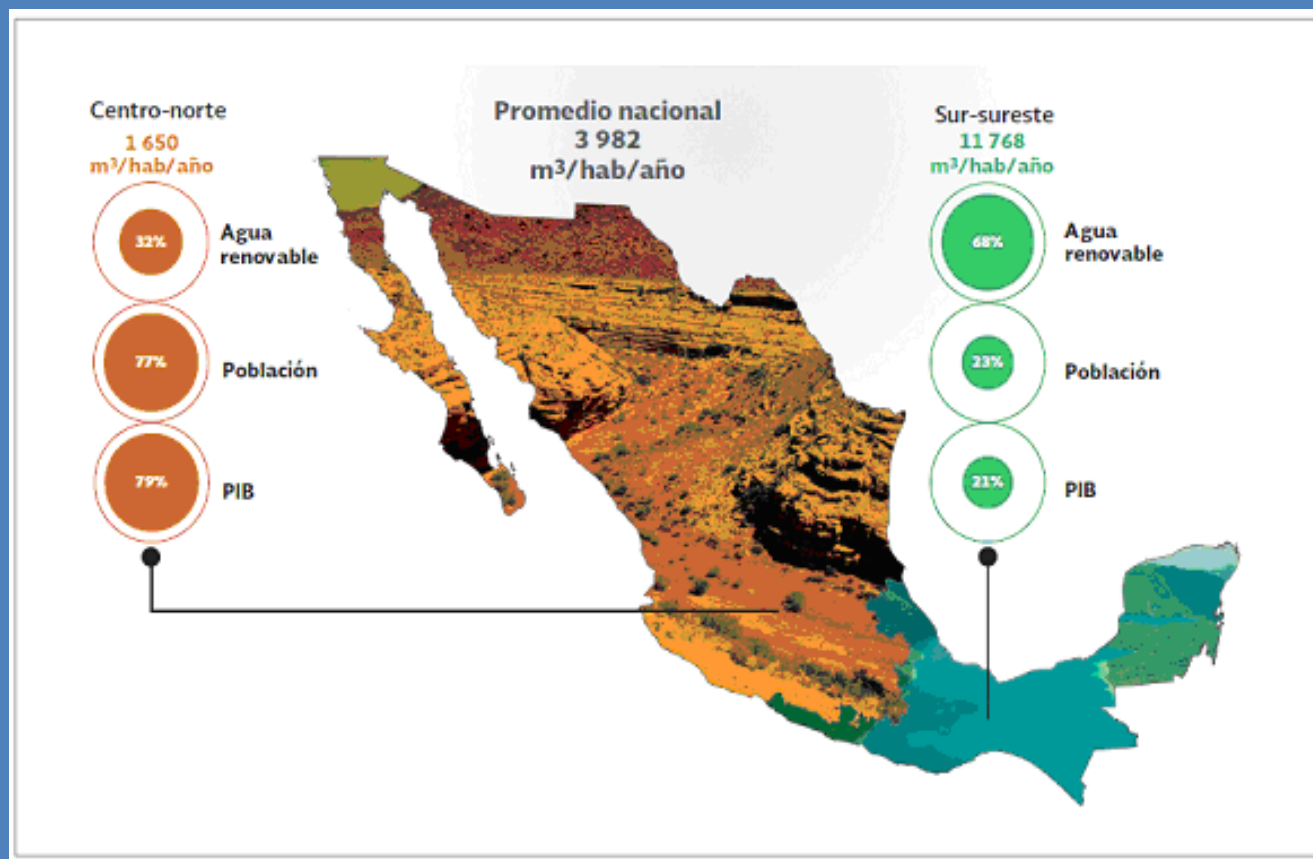 Centro-norte
1 650
m³/hab/año
32%
Agua
renovable
77%
Población
79%
PIB
Promedio nacional
3 982
m³/hab/año
Sur-sureste
11 768
m³/hab/año
68%
Agua
renovable
23%
Población
21%
PIB